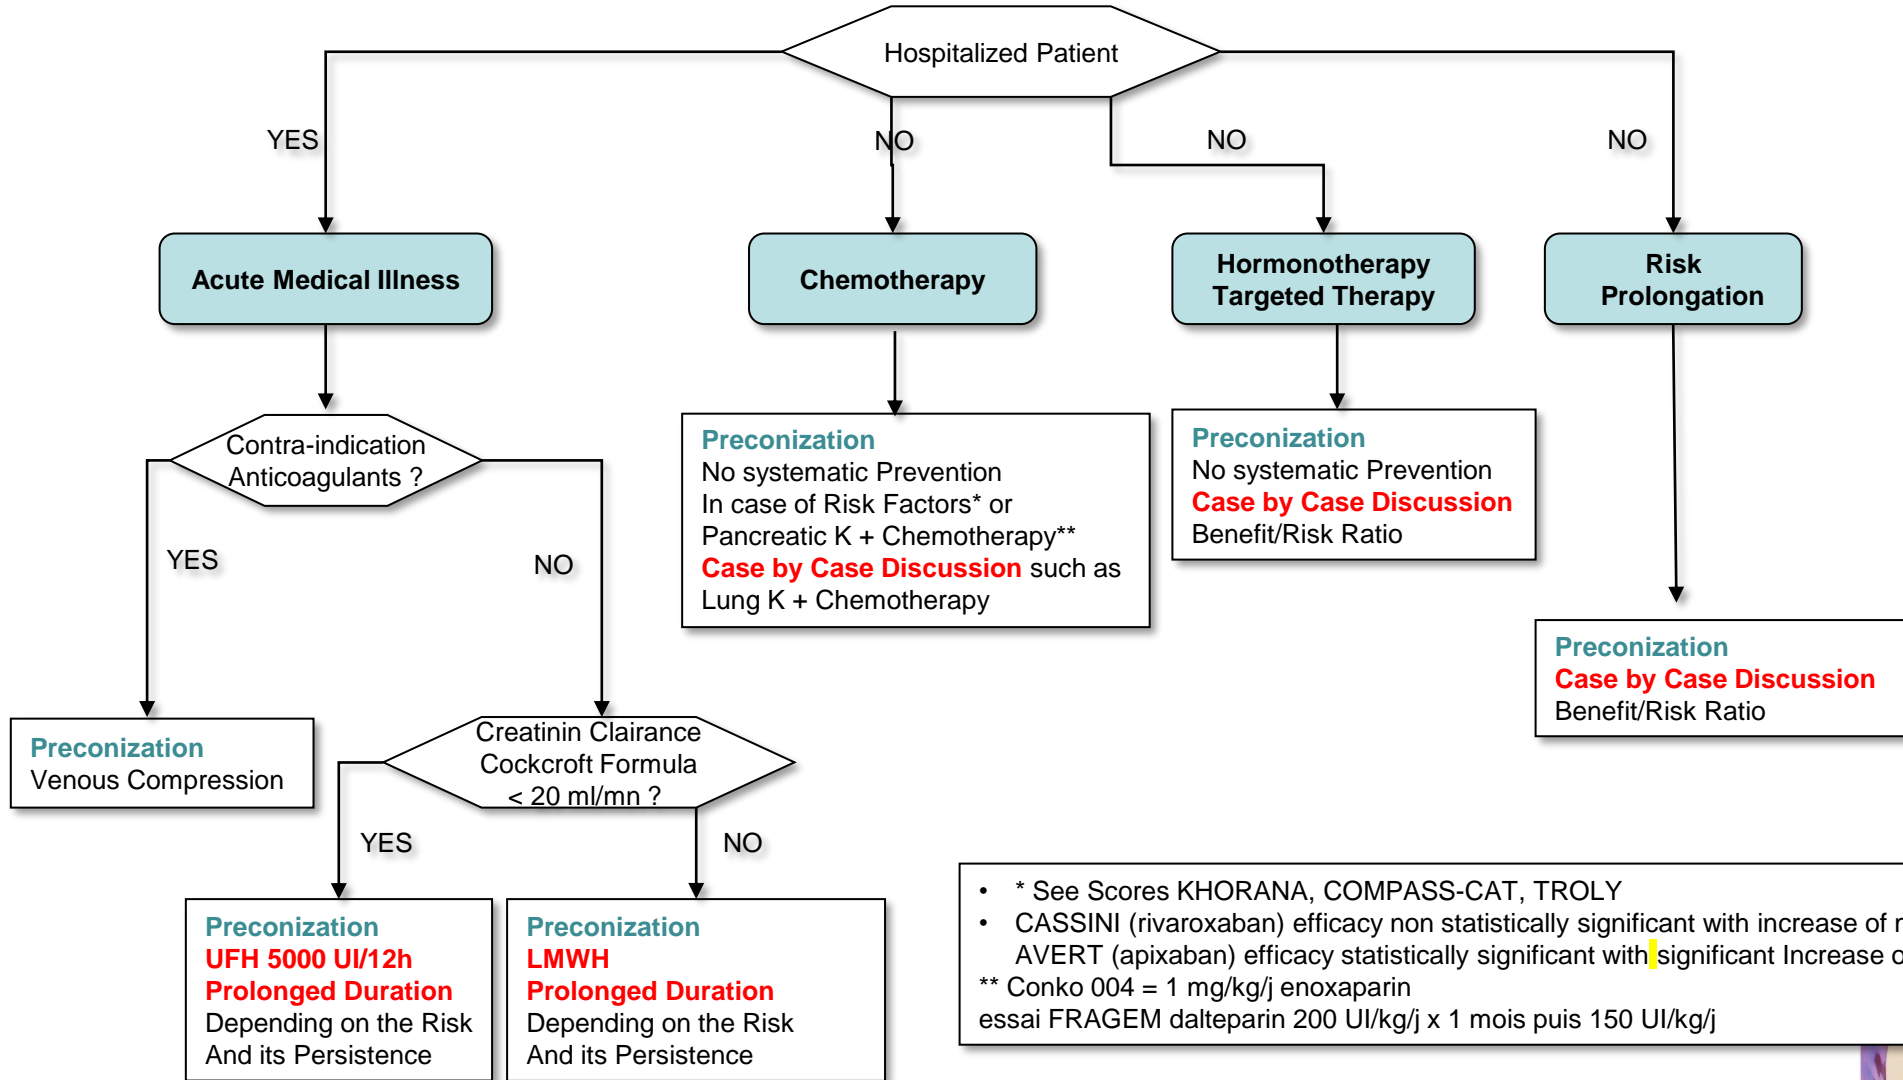 Hospitalized Patient
YES
NO
NO
NO
Acute Medical Illness
Chemotherapy
Hormonotherapy
Targeted Therapy
Risk
Prolongation
Contra-indication
Anticoagulants ?
YES
NO
Preconization
No systematic Prevention
In case of Risk Factors* or
Pancreatic K + Chemotherapy**
Case by Case Discussion such as
Lung K + Chemotherapy
Preconization
No systematic Prevention
Case by Case Discussion
Benefit/Risk Ratio
Preconization
Case by Case Discussion
Benefit/Risk Ratio
Preconization
Venous Compression
Creatinin Clairance
Cockcroft Formula
< 20 ml/mn ?
YES
NO
Preconization
UFH 5000 UI/12h
Prolonged Duration
Depending on the Risk
And its Persistence
Preconization
LMWH
Prolonged Duration
Depending on the Risk
And its Persistence
• * See Scores KHORANA, COMPASS-CAT, TROLY
• CASSINI (rivaroxaban) efficacy non statistically significant with increase of
AVERT (apixaban) efficacy statistically significant with significant Increase
** Conko 004 = 1 mg/kg/j enoxaparin
essai FRAGEM dalteparin 200 UI/kg/j x 1 mois puis 150 UI/kg/j